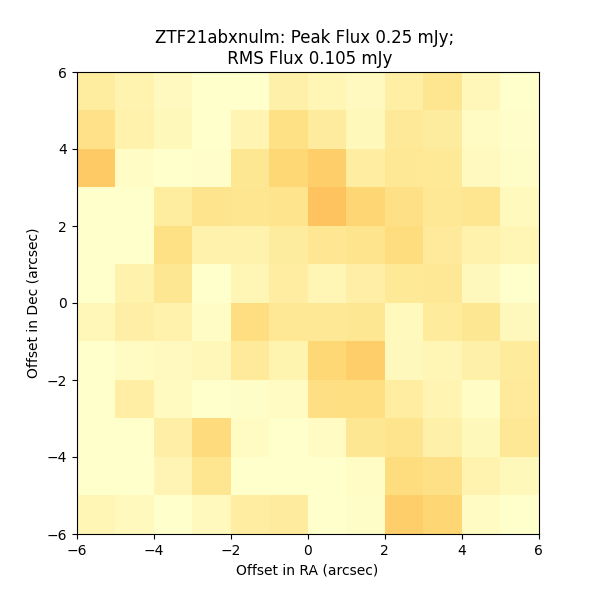 ZTF21abxnulm: Peak Flux 0.25 mJy;
RMS Flux 0.105 mJy
6
4
2
0
−2
−4
−6
Offset in Dec (arcsec)
−6 −4 −2 0 2 4 6
Offset in RA (arcsec)